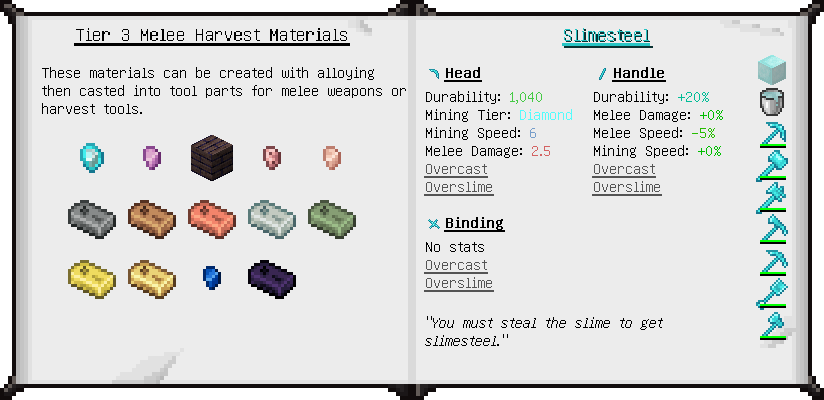 Tier 3 Melee Harvest Materials
These materials can be created with alloying
then casted into tool parts for melee weapons or
harvest tools.
Slimesteel
Head
Durability: 1,040
Mining Tier: Diamond
Mining Speed: 6
Melee Damage: 2.5
Overcast
Overslime
Handle
Durability: +20%
Melee Damage: +0%
Melee Speed: -5%
Mining Speed: +0%
Overcast
Overslime
Binding
No stats
Overcast
Overslime
"You must steal the slime to get
slimesteel."